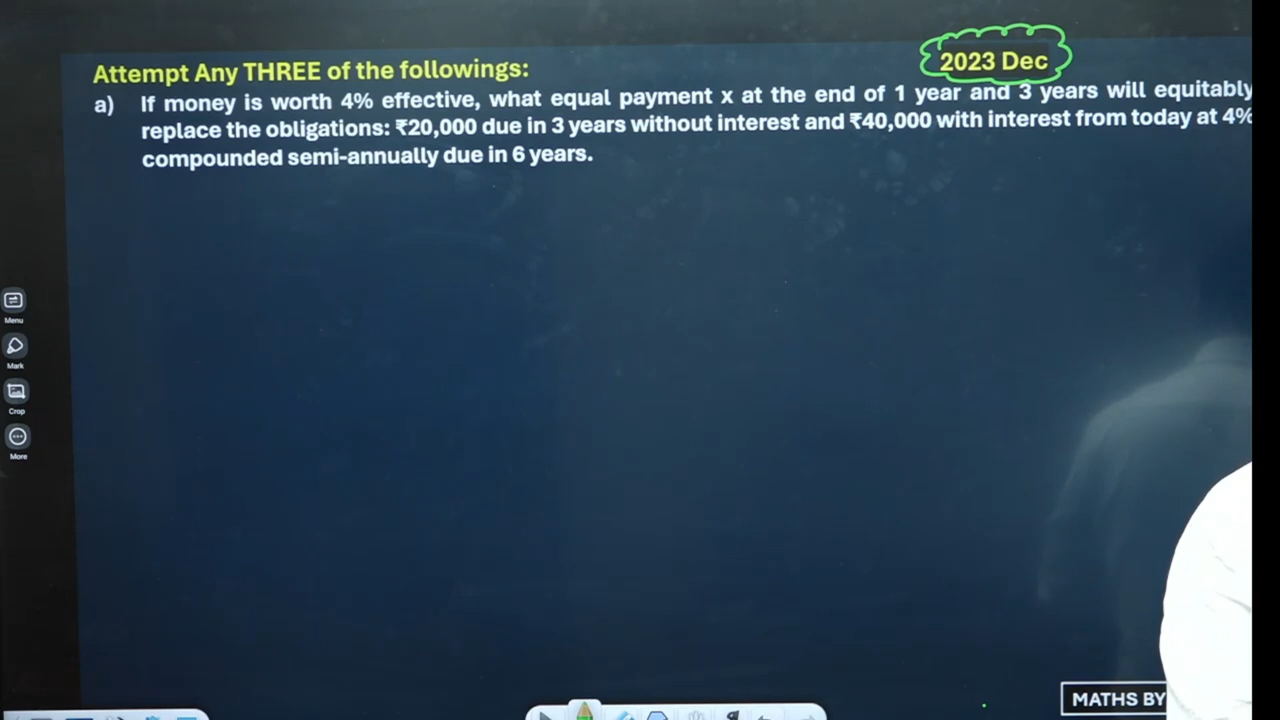 2023 Dec
Attempt Any THREE of the followings:
a) If money is worth 4% effective, what equal payment x at the end of 1 year and 3 years will equitably
replace the obligations: ₹20,000 due in 3 years without interest and ₹40,000 with interest from today at 4%
compounded semi-annually due in 6 years.
Menu
Mark
Crop
More
MATHS BY